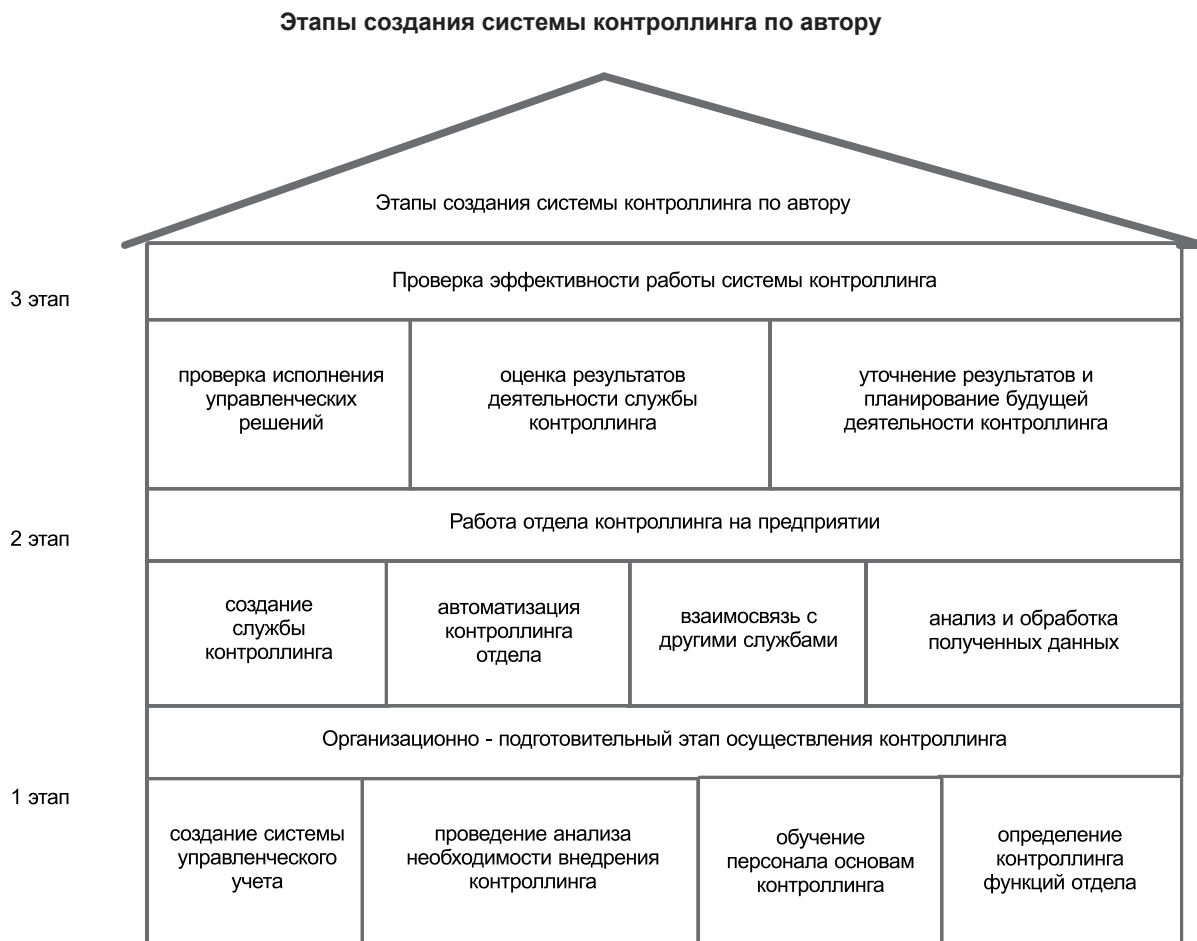 Этапы создания системы контроллинга по автору
Этапы создания системы контроллинга по автору
3 этап
Проверка эффективности работы системы контроллинга
проверка исполнения
управленческих
решений
оценка результатов
деятельности службы
контроллинга
уточнение результатов и
планирование будущей
деятельности контроллинга
2 этап
Работа отдела контроллинга на предприятии
создание
службы
контроллинга
автоматизация
контроллинга
отдела
взаимосвязь с
другими службами
анализ и обработка
полученных данных
Организационно - подготовительный этап осуществления контроллинга
1 этап
создание системы
управленческого
учета
проведение анализа
необходимости внедрения
контроллинга
обучение
персонала основам
контроллинга
определение
контроллинга
функций отдела